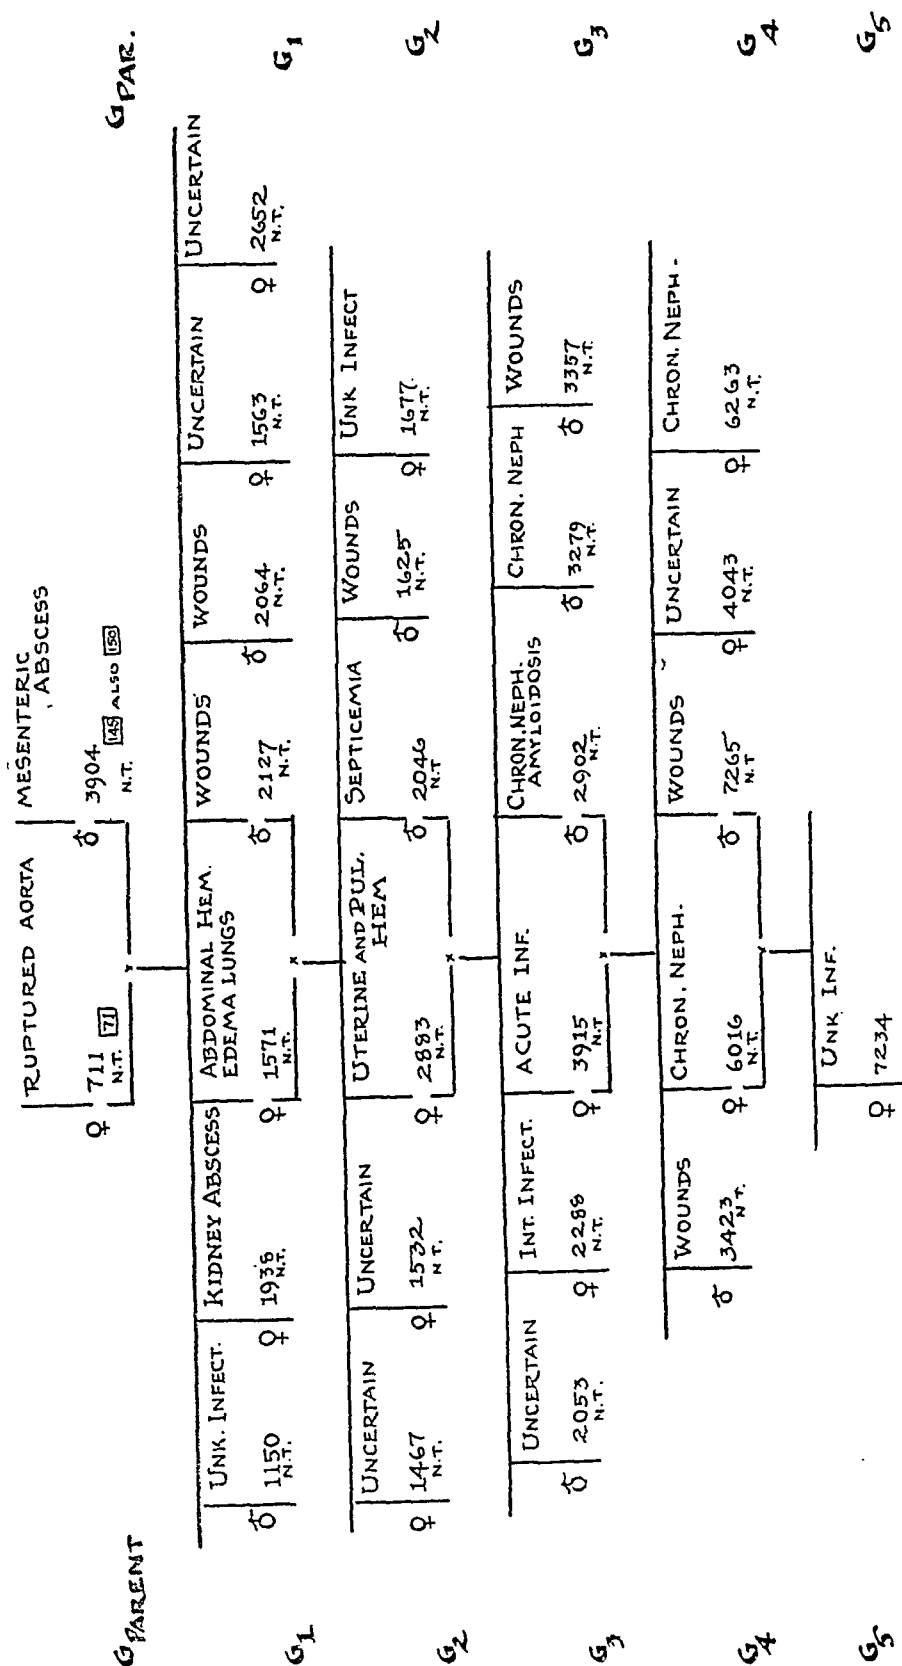 G PARENT
RUPTURED AORTA
♀ 711 [71]
N.T.
MESENTERIC
ABSCESS
♂ 3904 [145] ALSO [150]
N.T.
G PAR.
G1
UNK. INFECT.
♂ 1150
N.T.
KIDNEY ABSCESS
♀ 1938
N.T.
ABDOMINAL HEM.
EDEMA LUNGS
♀ 1571
N.T.
x
WOUNDS
♂ 2127
N.T.
WOUNDS
♂ 2064
N.T.
UNCERTAIN
♀ 1563
N.T.
UNCERTAIN
♀ 2652
N.T.
G1
G2
UNCERTAIN
♀ 1467
N.T.
UNCERTAIN
♀ 1532
N.T.
UTERINE AND PUL.
HEM
♀ 2883
N.T.
x
SEPTICEMIA
♂ 2046
N.T
WOUNDS
♂ 1625
N.T.
UNK INFECT
♀ 1677
N.T.
G2
G3
UNCERTAIN
♂ 2053
N.T.
INT. INFECT.
♀ 2288
N.T.
ACUTE INF.
♀ 3915
N.T
x
CHRON. NEPH.
AMYLOIDOSIS
♂ 2902
N.T.
CHRON. NEPH
♂ 3279
N.T.
WOUNDS
♂ 3357
N.T.
G3
G4
WOUNDS
♂ 3423
N.T.
CHRON. NEPH.
♀ 6016
N.T.
x
WOUNDS
♂ 7265
N.T
UNCERTAIN
♀ 4043
N.T.
CHRON. NEPH.
♀ 6263
N.T.
G4
G5
UNK. INF.
♀ 7234
G5